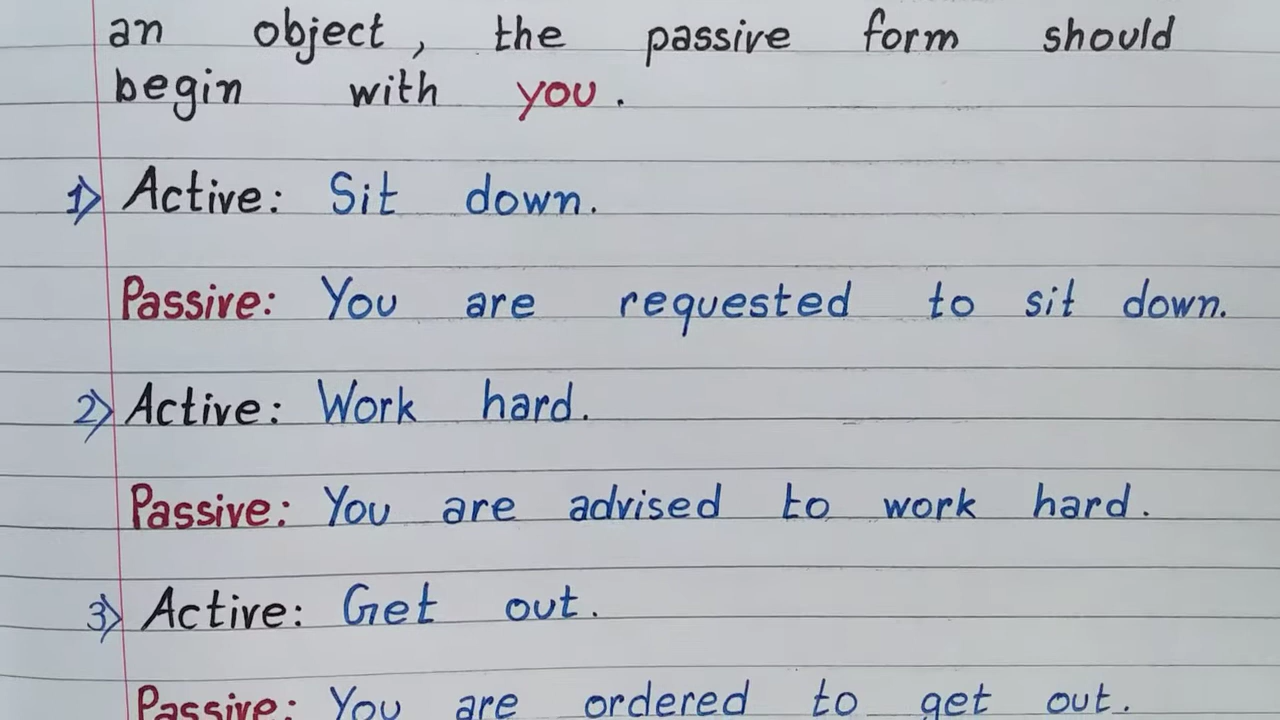 an object, the passive form should
begin with you.
1) Active: Sit down.
Passive: You are requested to sit down.
2) Active: Work hard.
Passive: You are advised to work hard.
3) Active: Get out.
Passive: You are ordered to get out.